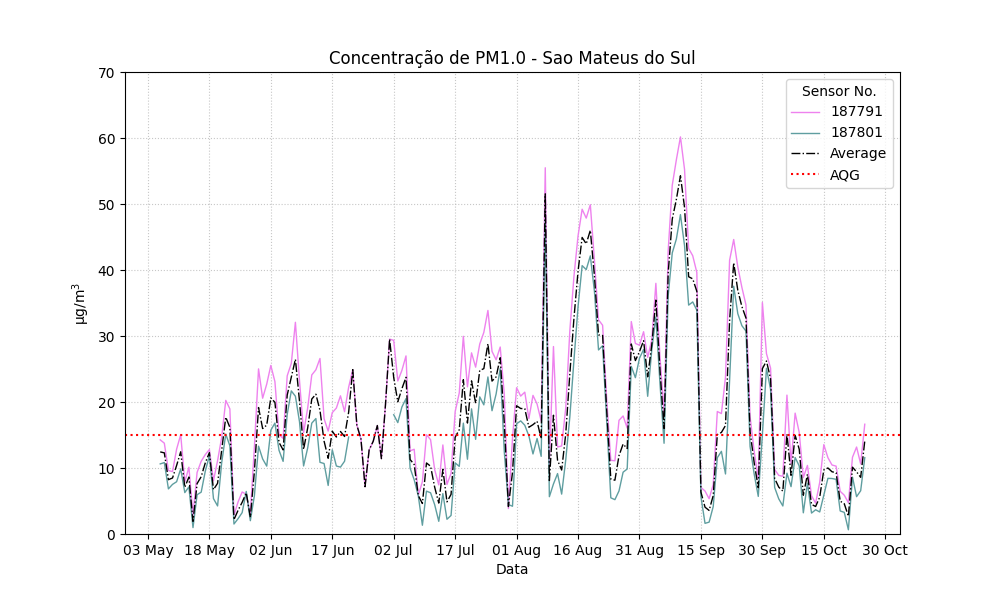 Concentração de PM1.0 - Sao Mateus do Sul
Sensor No.
187791
187801
Average
AQG
70
60
50
40
30
20
10
0
µg/m³
03 May 18 May 02 Jun 17 Jun 02 Jul 17 Jul 01 Aug 16 Aug 31 Aug 15 Sep 30 Sep 15 Oct 30 Oct
Data